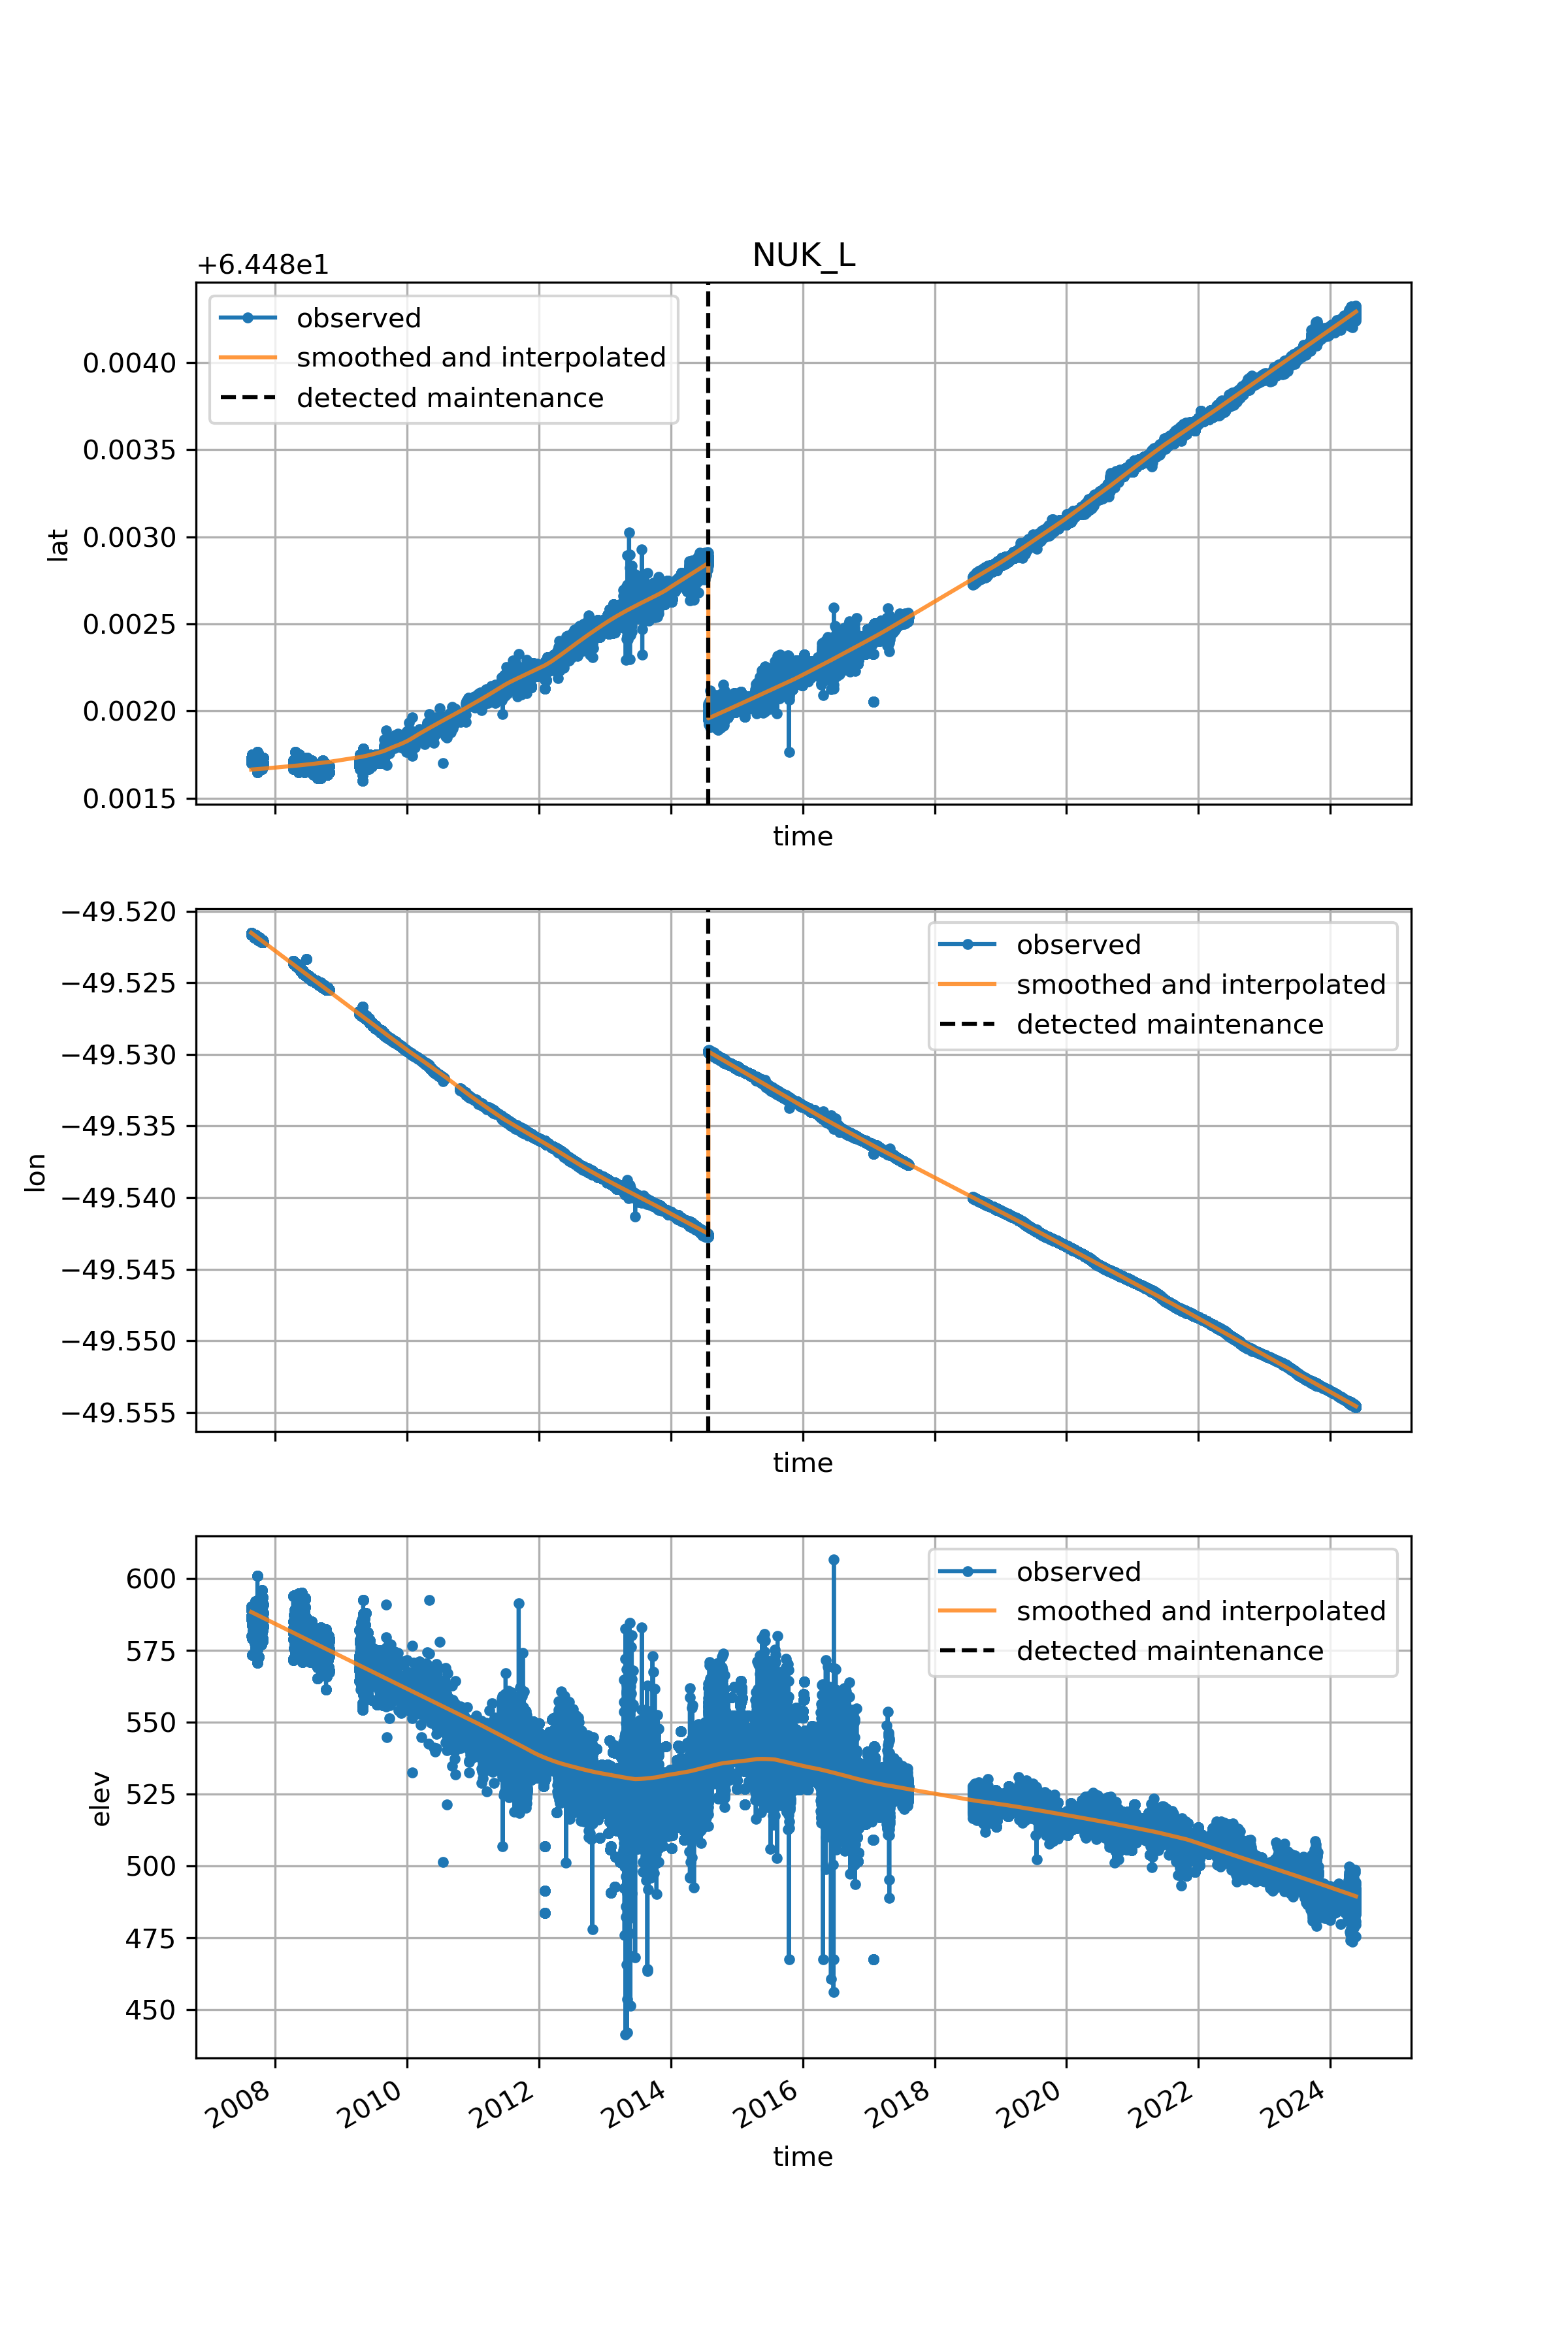 NUK_L
+6.448e1
observed
smoothed and interpolated
detected maintenance
0.0040
0.0035
0.0030
0.0025
0.0020
0.0015
lat
time
−49.520
−49.525
−49.530
−49.535
−49.540
−49.545
−49.550
−49.555
lon
observed
smoothed and interpolated
detected maintenance
time
600
575
550
525
500
475
450
elev
observed
smoothed and interpolated
detected maintenance
2008 2010 2012 2014 2016 2018 2020 2022 2024
time